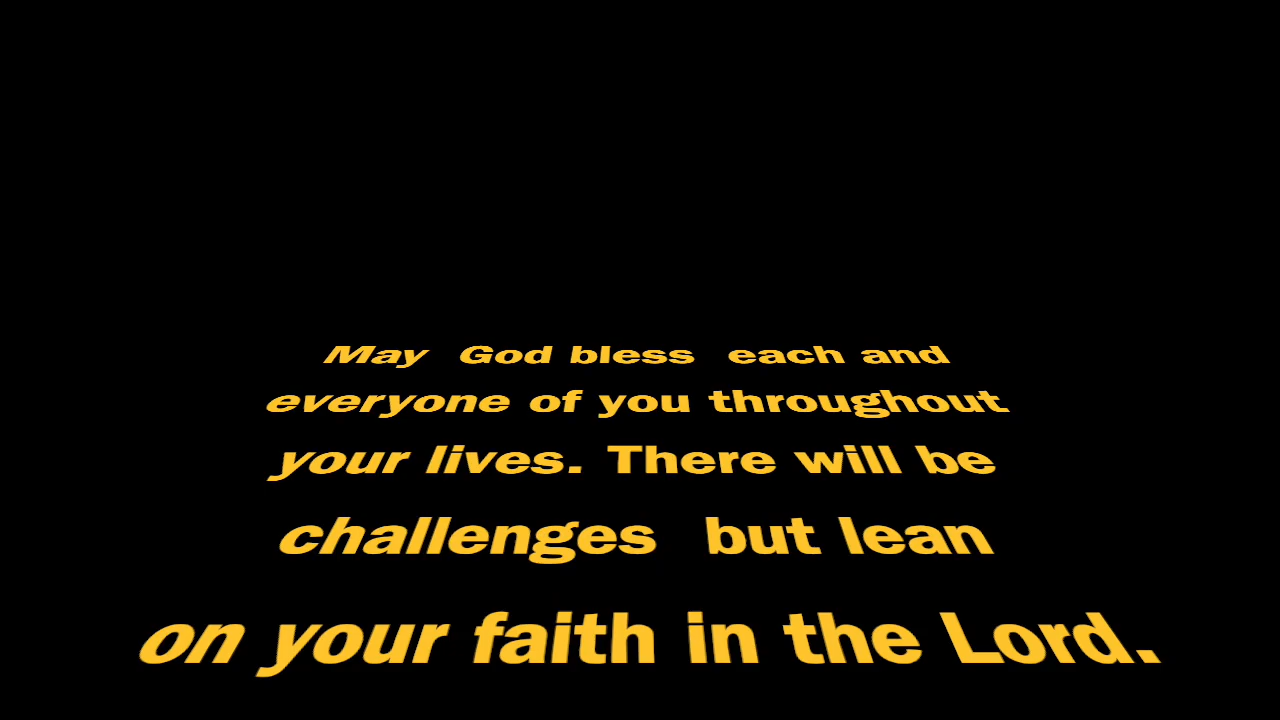 May God bless each and
everyone of you throughout
your lives. There will be
challenges but lean
on your faith in the Lord.